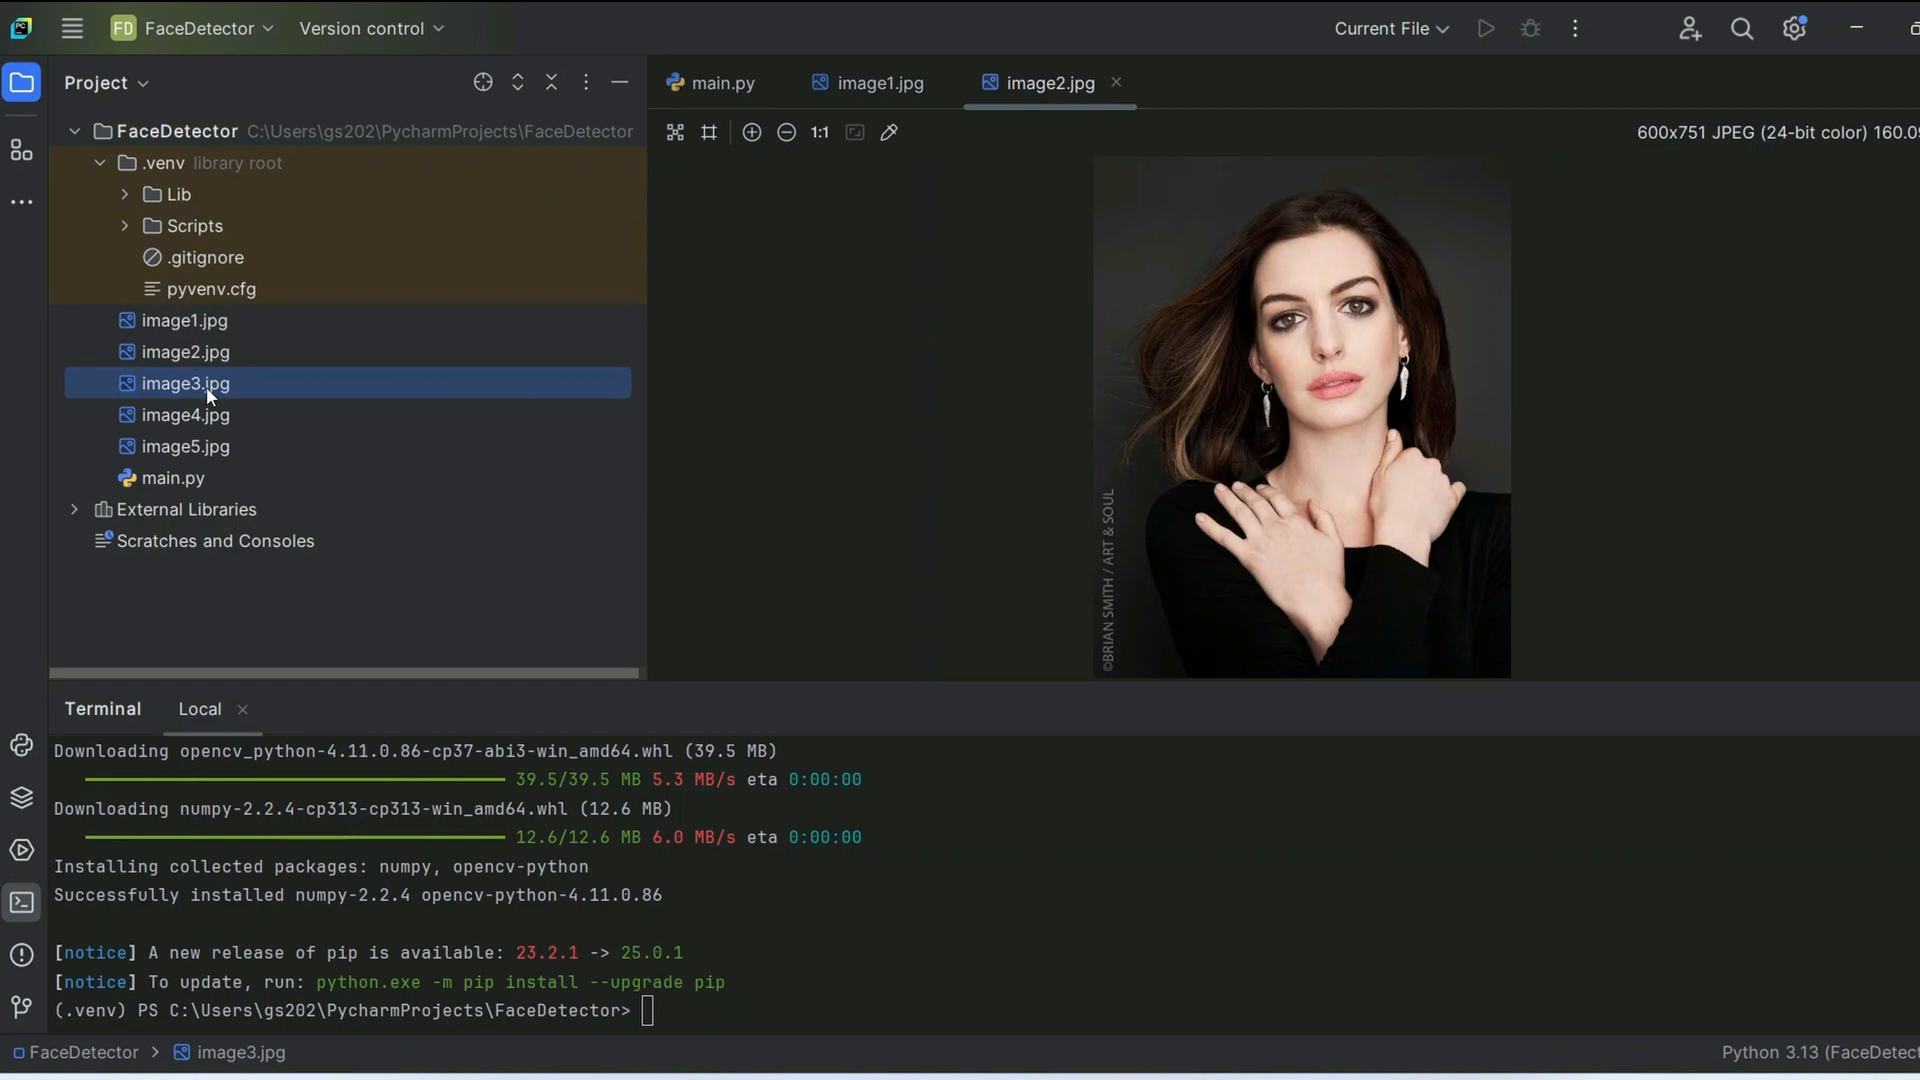 FD FaceDetector Version control Current File
Project
main.py image1.jpg image2.jpg
FaceDetector C:\Users\gs202\PycharmProjects\FaceDetector
1:1 600x751 JPEG (24-bit color) 160.0
.venv library root
Lib
Scripts
.gitignore
pyvenv.cfg
image1.jpg
image2.jpg
image3.jpg
image4.jpg
image5.jpg
main.py
External Libraries
Scratches and Consoles
©BRIAN SMITH / ART & SOUL
Terminal Local
Downloading opencv_python-4.11.0.86-cp37-abi3-win_amd64.whl (39.5 MB)
39.5/39.5 MB 5.3 MB/s eta 0:00:00
Downloading numpy-2.2.4-cp313-cp313-win_amd64.whl (12.6 MB)
12.6/12.6 MB 6.0 MB/s eta 0:00:00
Installing collected packages: numpy, opencv-python
Successfully installed numpy-2.2.4 opencv-python-4.11.0.86
[notice] A new release of pip is available: 23.2.1 -> 25.0.1
[notice] To update, run: python.exe -m pip install --upgrade pip
(.venv) PS C:\Users\gs202\PycharmProjects\FaceDetector>
FaceDetector > image3.jpg
Python 3.13 (FaceDetect